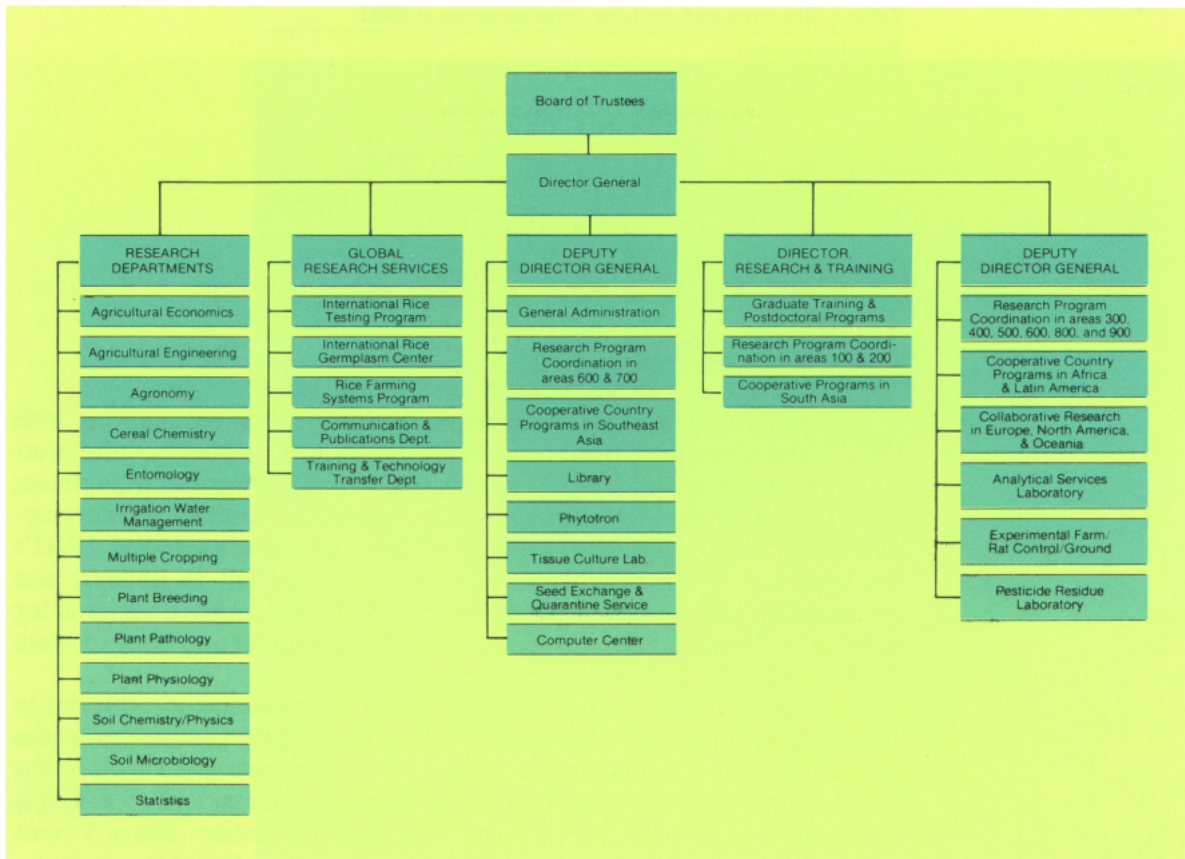 Board of Trustees
Director General
RESEARCH
DEPARTMENTS
Agricultural Economics
Agricultural Engineering
Agronomy
Cereal Chemistry
Entomology
Irrigation Water
Management
Multiple Cropping
Plant Breeding
Plant Pathology
Plant Physiology
Soil Chemistry/Physics
Soil Microbiology
Statistics
GLOBAL
RESEARCH SERVICES
International Rice
Testing Program
International Rice
Germplasm Center
Rice Farming
Systems Program
Communication &
Publications Dept.
Training & Technology
Transfer Dept.
DEPUTY
DIRECTOR GENERAL
General Administration
Research Program
Coordination in
areas 600 & 700
Cooperative Country
Programs in Southeast
Asia
Library
Phytotron
Tissue Culture Lab.
Seed Exchange &
Quarantine Service
Computer Center
DIRECTOR,
RESEARCH & TRAINING
Graduate Training &
Postdoctoral Programs
Research Program Coordi-
nation in areas 100 & 200
Cooperative Programs in
South Asia
DEPUTY
DIRECTOR GENERAL
Research Program
Coordination in areas 300,
400, 500, 600, 800, and 900
Cooperative Country
Programs in Africa
& Latin America
Collaborative Research
in Europe, North America,
& Oceania
Analytical Services
Laboratory
Experimental Farm/
Rat Control/Ground
Pesticide Residue
Laboratory